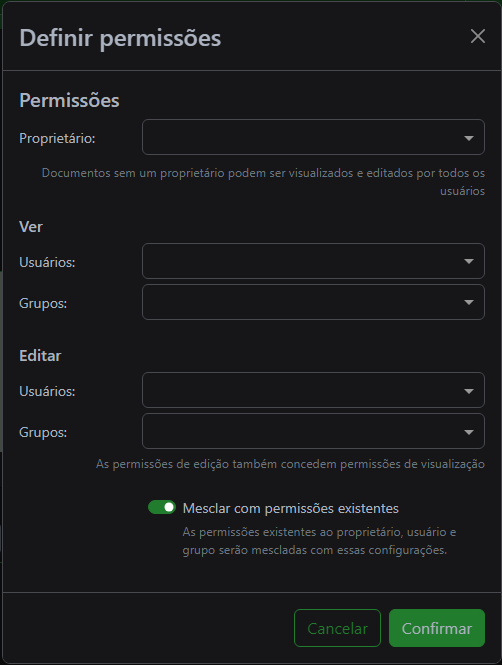 Definir permissões
Permissões
Proprietário:
Documentos sem um proprietário podem ser visualizados e editados por todos os
usuários
Ver
Usuários:
Grupos:
Editar
Usuários:
Grupos:
As permissões de edição também concedem permissões de visualização
Mesclar com permissões existentes
As permissões existentes ao proprietário, usuário e
grupo serão mescladas com essas configurações.
Cancelar Confirmar